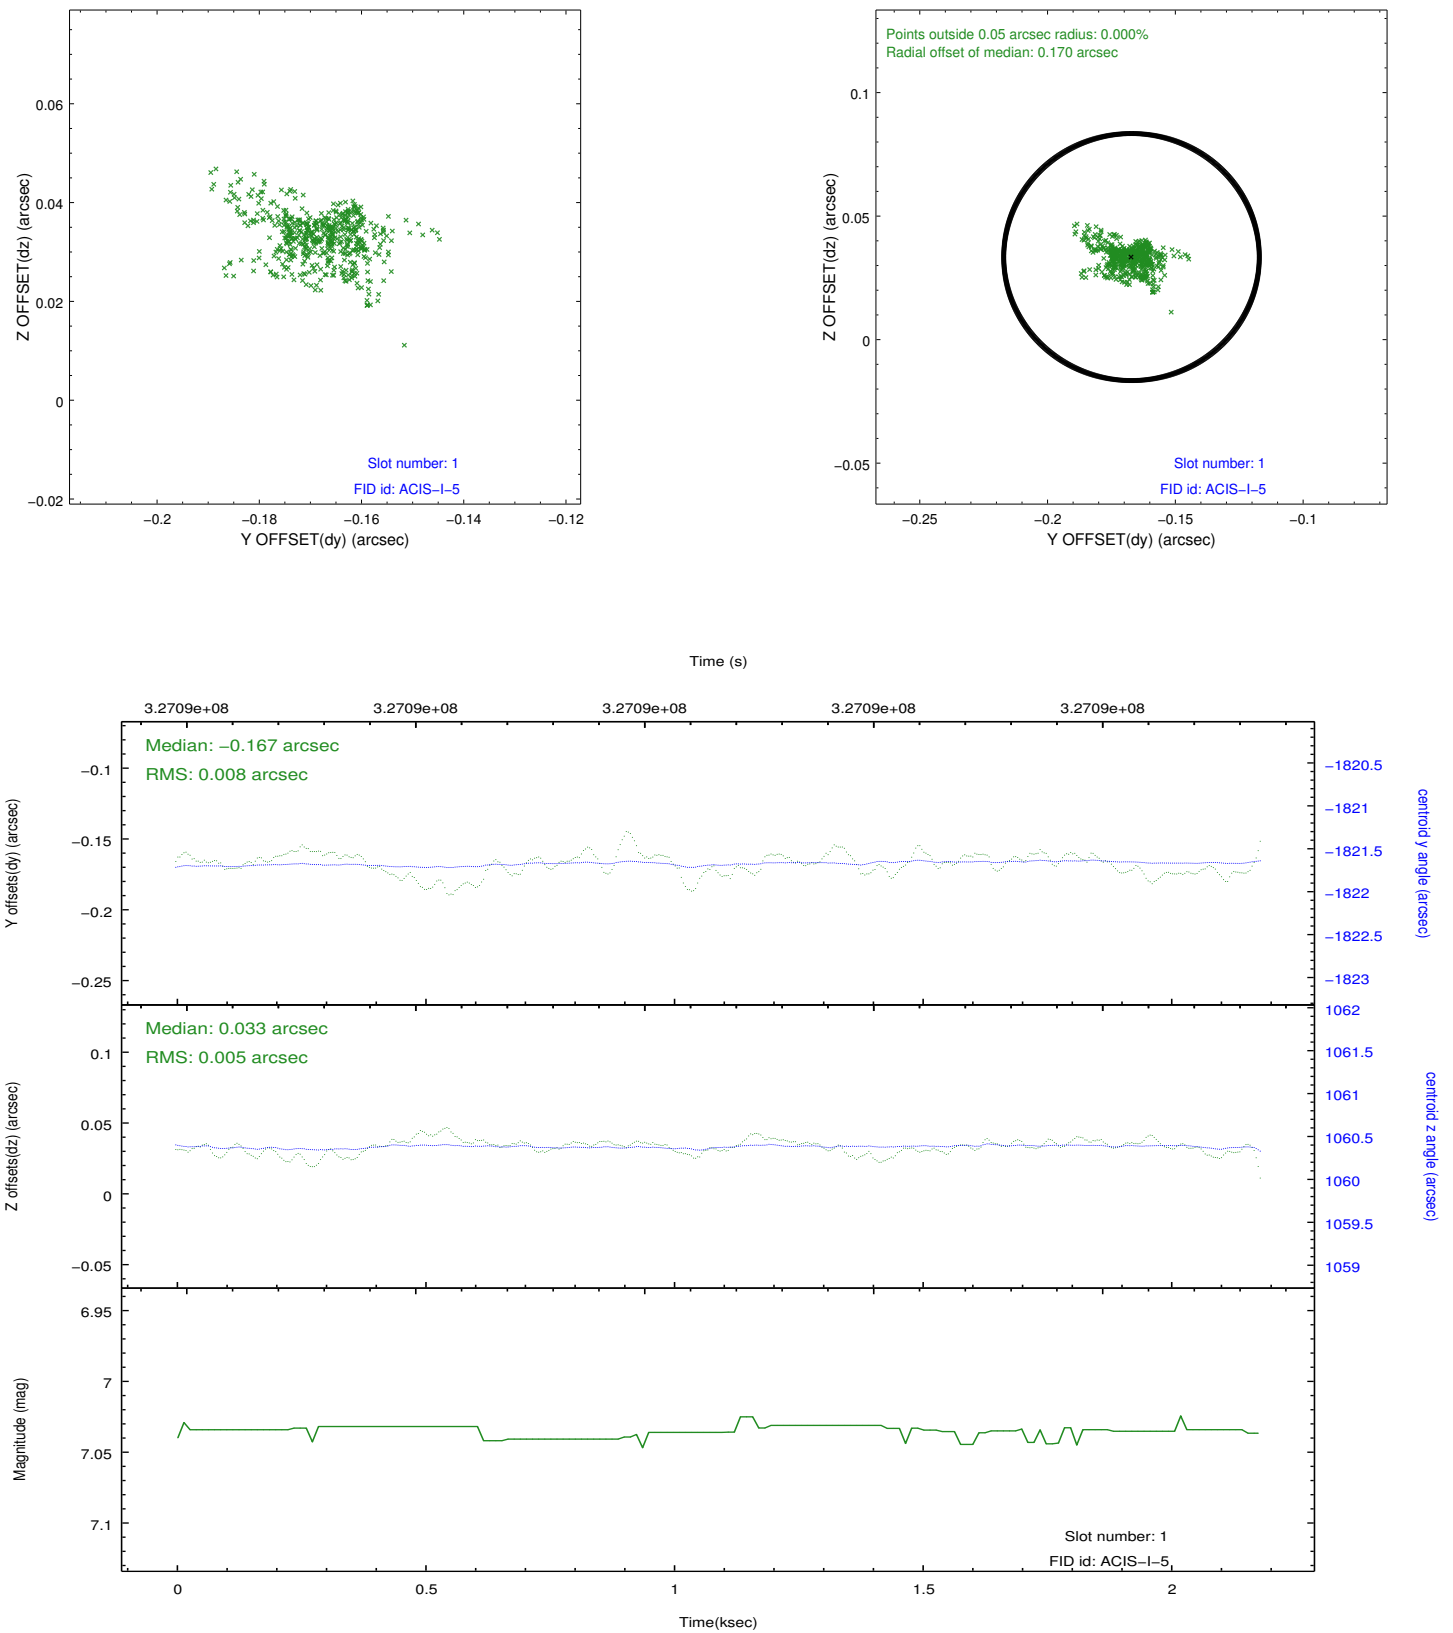 0.06
0.04
0.02
0
−0.02
Z OFFSET(dz) (arcsec)
Slot number: 1
FID id: ACIS−I−5
−0.2 −0.18 −0.16 −0.14 −0.12
Y OFFSET(dy) (arcsec)
Points outside 0.05 arcsec radius: 0.000%
Radial offset of median: 0.170 arcsec
0.1
0.05
0
−0.05
Z OFFSET(dz) (arcsec)
Slot number: 1
FID id: ACIS−I−5
−0.25 −0.2 −0.15 −0.1
Y OFFSET(dy) (arcsec)
Time (s)
3.2709e+08 3.2709e+08 3.2709e+08 3.2709e+08 3.2709e+08
Median: −0.167 arcsec
RMS: 0.008 arcsec
−0.1
−0.15
−0.2
−0.25
Y offsets(dy) (arcsec)
−1820.5
−1821
−1821.5
−1822
−1822.5
−1823
centroid y angle (arcsec)
Median: 0.033 arcsec
RMS: 0.005 arcsec
0.1
0.05
0
−0.05
Z offsets(dz) (arcsec)
1062
1061.5
1061
1060.5
1060
1059.5
1059
centroid z angle (arcsec)
6.95
7
7.05
7.1
Magnitude (mag)
Slot number: 1
FID id: ACIS−I−5
0 0.5 1 1.5 2
Time(ksec)